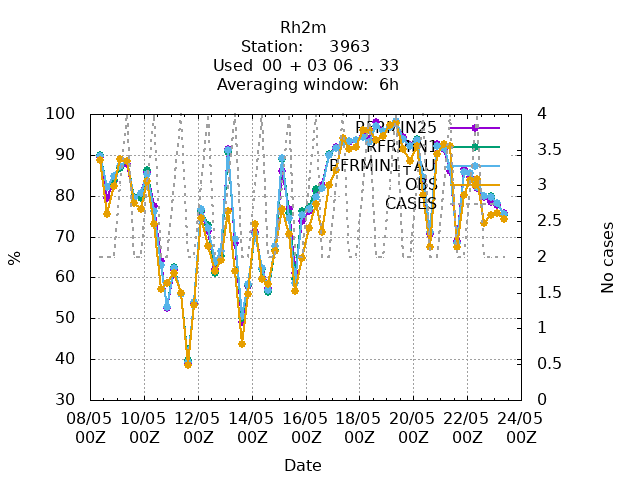 Rh2m
Station: 3963
Used 00 + 03 06 ... 33
Averaging window: 6h
100
90
80
70
60
50
40
30
%
4
3.5
3
2.5
2
1.5
1
0.5
0
No cases
RFRMIN25
RFRMIN1
RFRMIN1+AU
OBS
CASES
08/05 10/05 12/05 14/05 16/05 18/05 20/05 22/05 24/05
00Z 00Z 00Z 00Z 00Z 00Z 00Z 00Z 00Z
Date